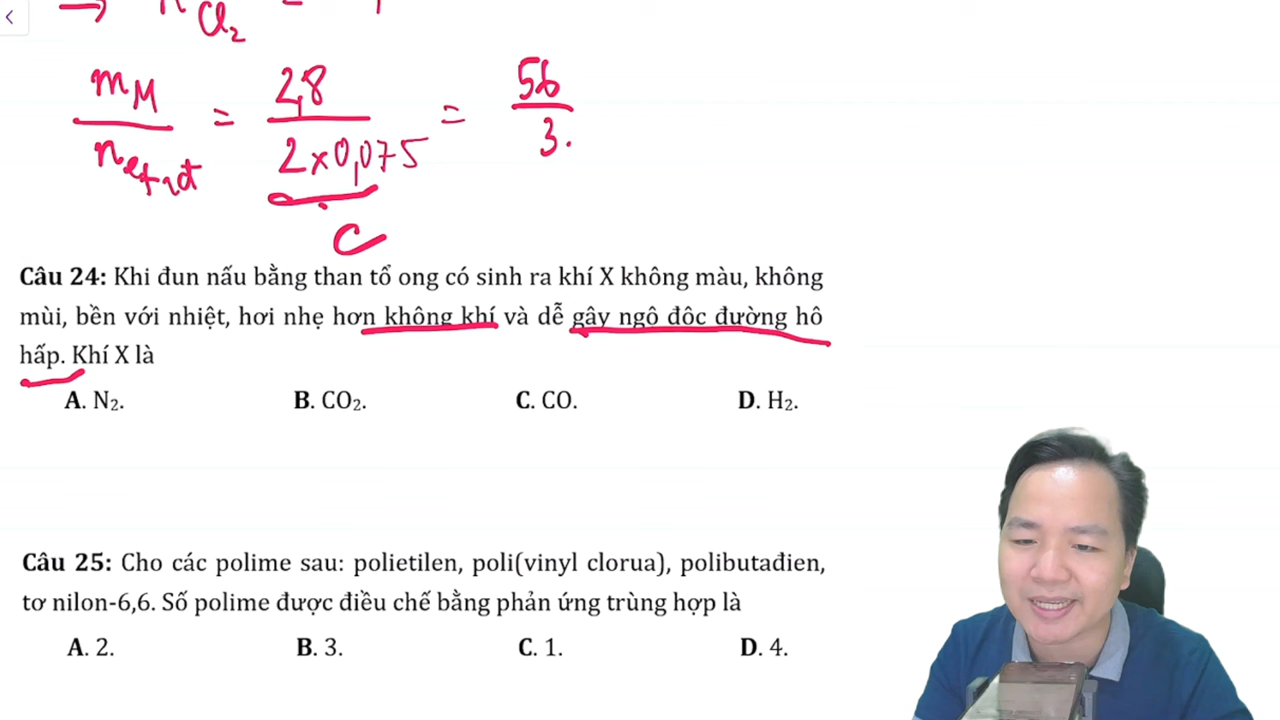 → n Cl2 =
mM / ne td = 2,8 / 2×0,075 = 56 / 3.
C
Câu 24: Khi đun nấu bằng than tổ ong có sinh ra khí X không màu, không
mùi, bền với nhiệt, hơi nhẹ hơn không khí và dễ gây ngộ độc đường hô
hấp. Khí X là
A. N2. B. CO2. C. CO. D. H2.
Câu 25: Cho các polime sau: polietilen, poli(vinyl clorua), polibutađien,
tơ nilon-6,6. Số polime được điều chế bằng phản ứng trùng hợp là
A. 2. B. 3. C. 1. D. 4.